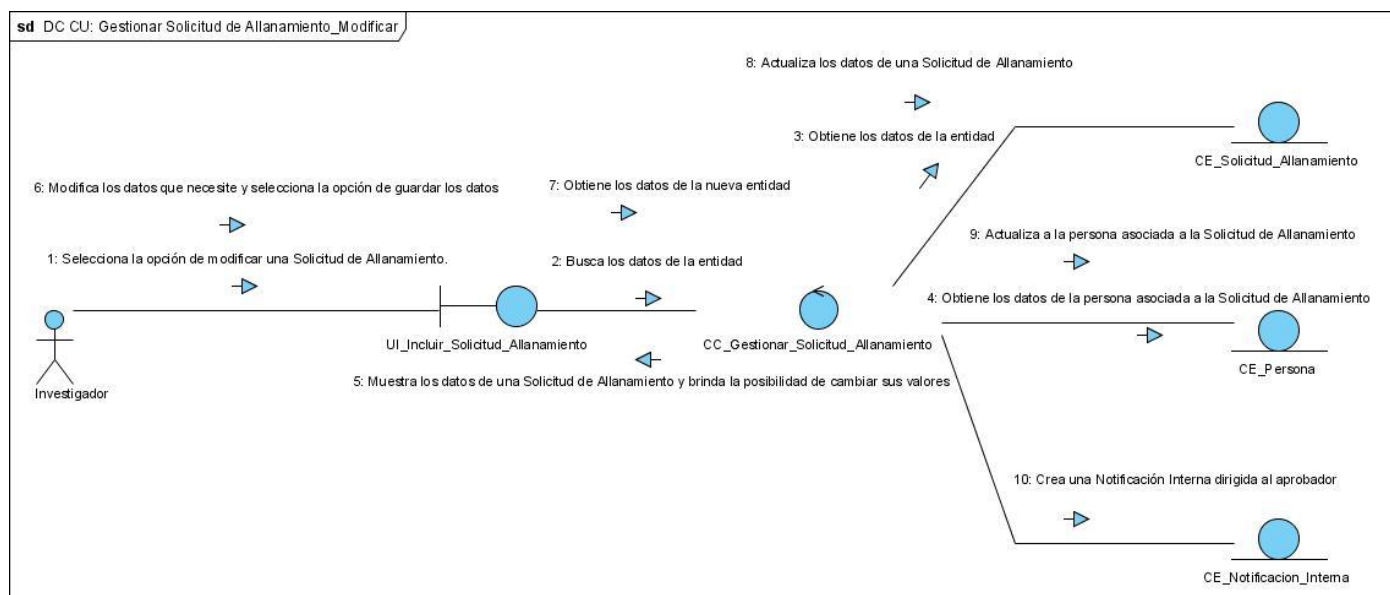 sd DC CU: Gestionar Solicitud de Allanamiento_Modificar
8: Actualiza los datos de una Solicitud de Allanamiento
3: Obtiene los datos de la entidad
CE_Solicitud_Allanamiento
6: Modifica los datos que necesite y selecciona la opción de guardar los datos
7: Obtiene los datos de la nueva entidad
9: Actualiza a la persona asociada a la Solicitud de Allanamiento
1: Selecciona la opción de modificar una Solicitud de Allanamiento.
2: Busca los datos de la entidad
4: Obtiene los datos de la persona asociada a la Solicitud de Allanamiento
UI_Incluir_Solicitud_Allanamiento
CC_Gestionar_Solicitud_Allanamiento
CE_Persona
5: Muestra los datos de una Solicitud de Allanamiento y brinda la posibilidad de cambiar sus valores
Investigador
10: Crea una Notificación Interna dirigida al aprobador
CE_Notificacion_Interna